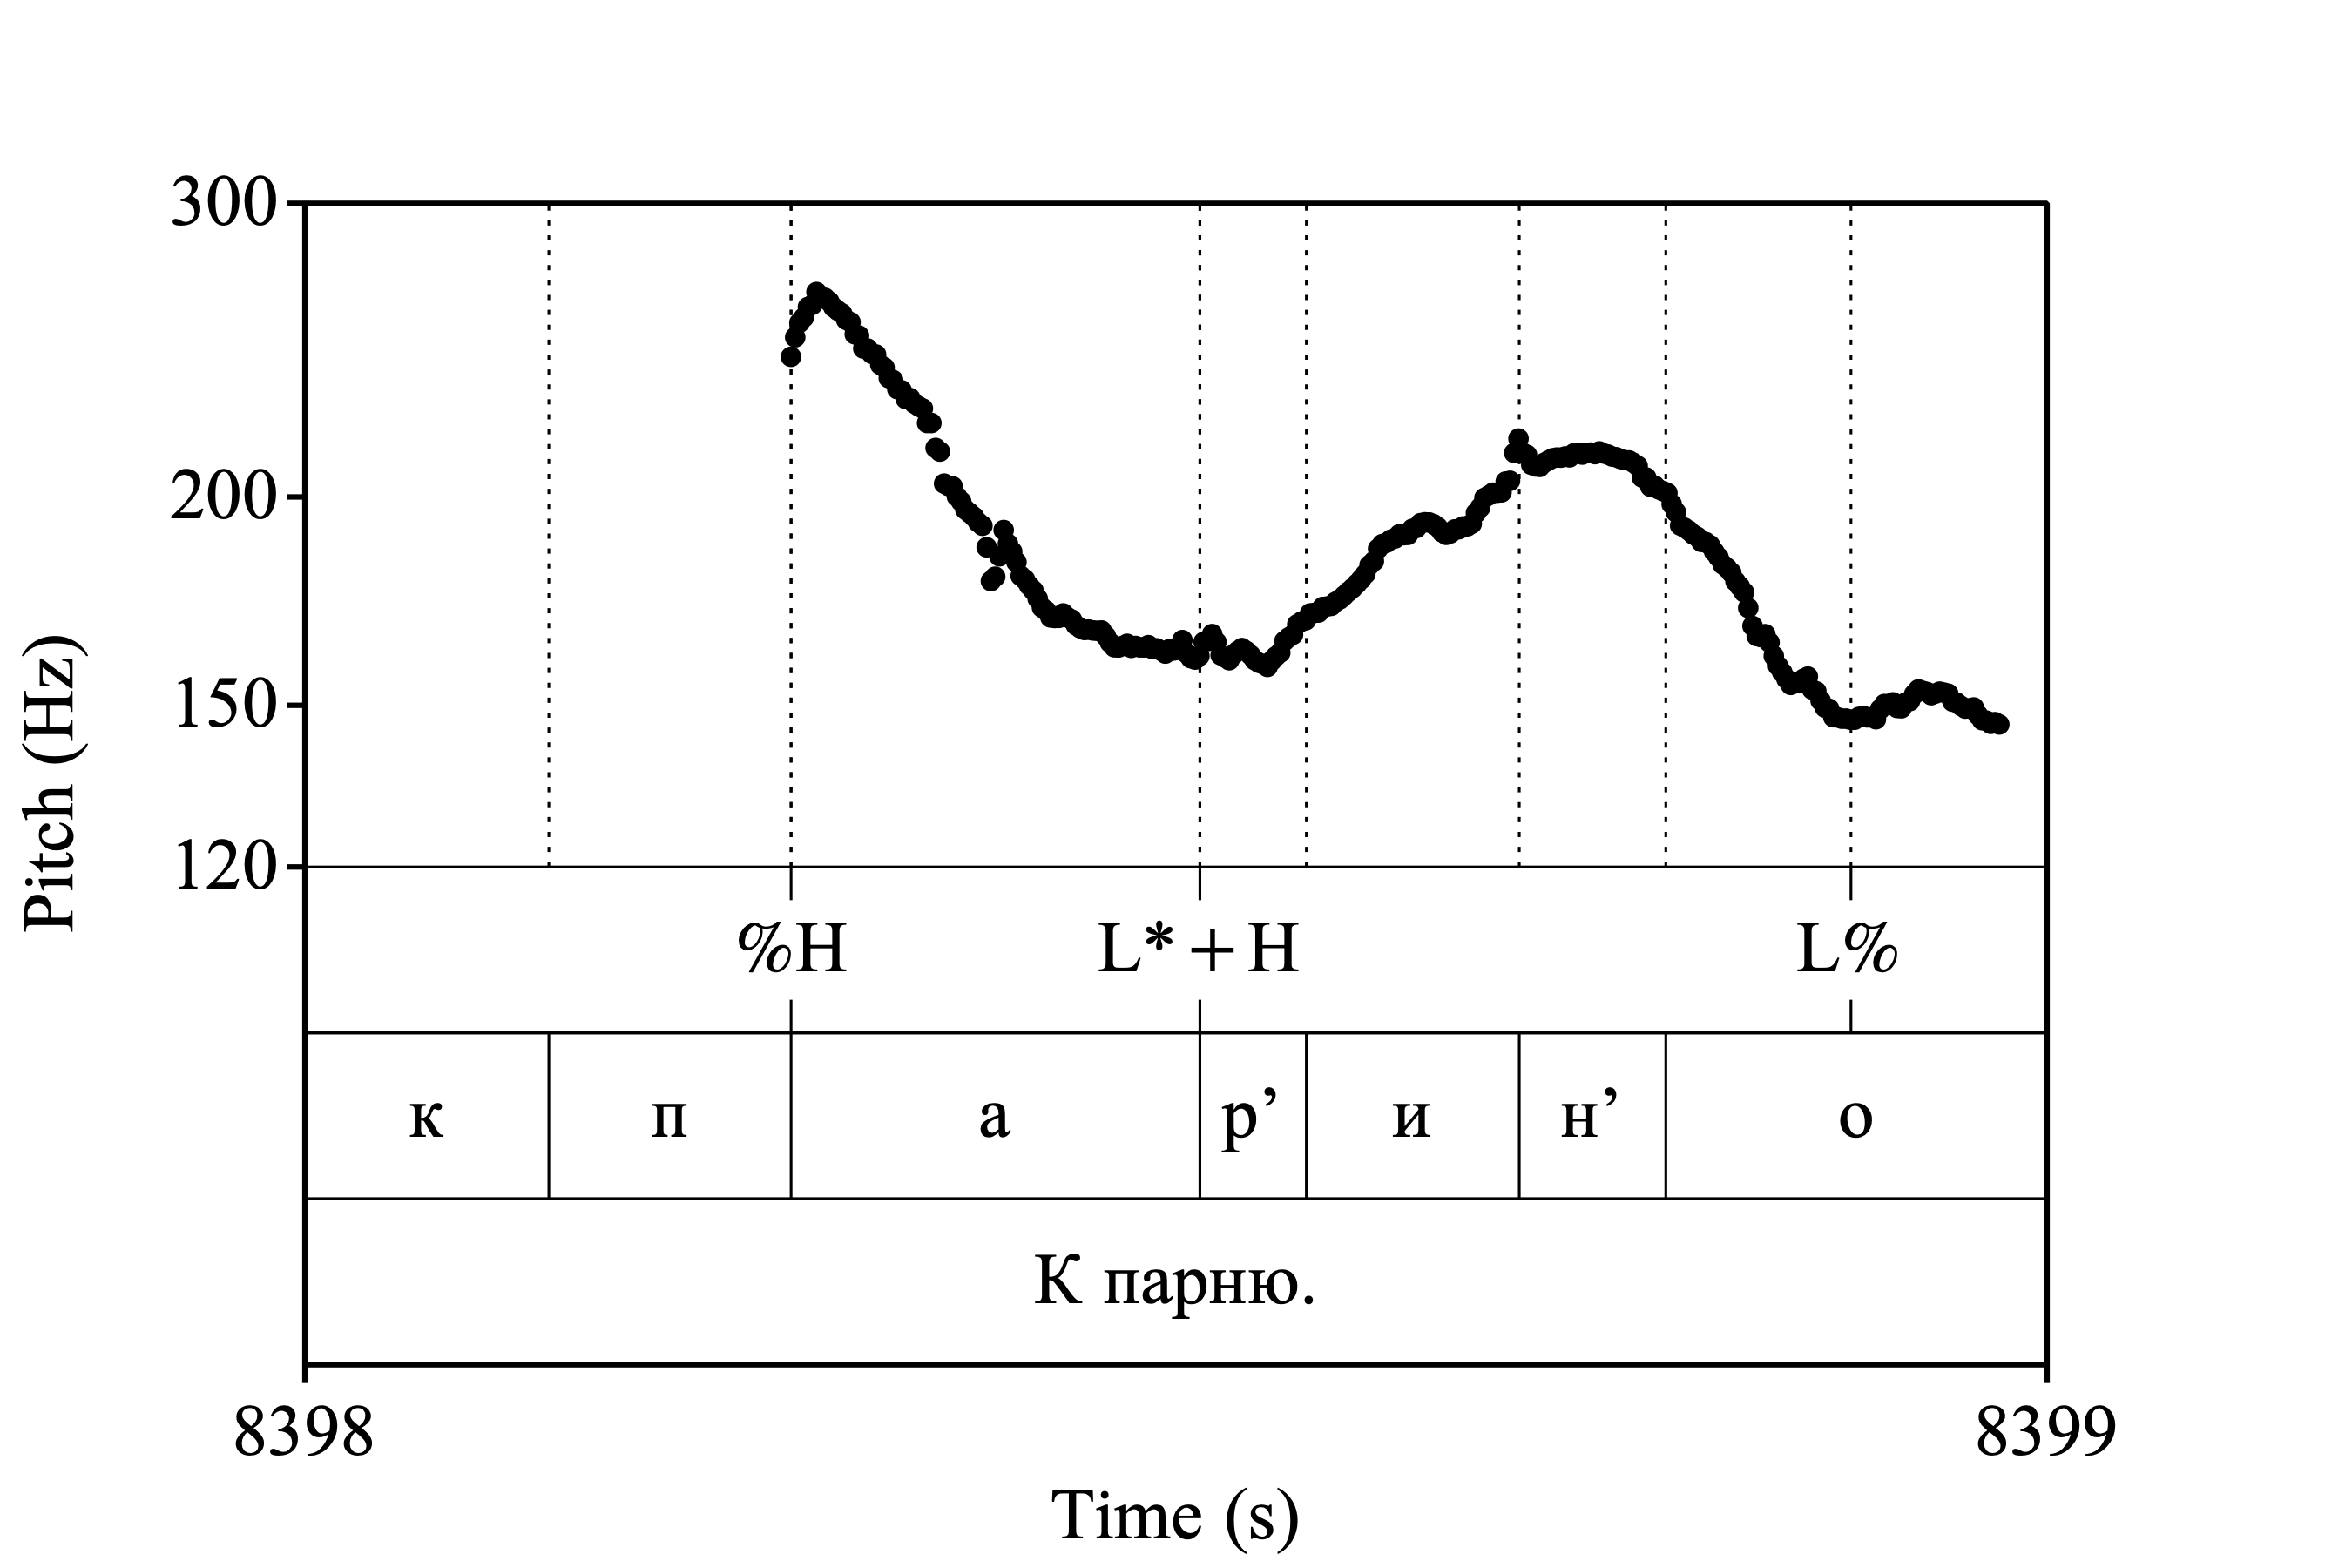 300
200
150
120
Pitch (Hz)
%H L*+H L%
к п а р’ и н’ о
К парню.
8398 8399
Time (s)